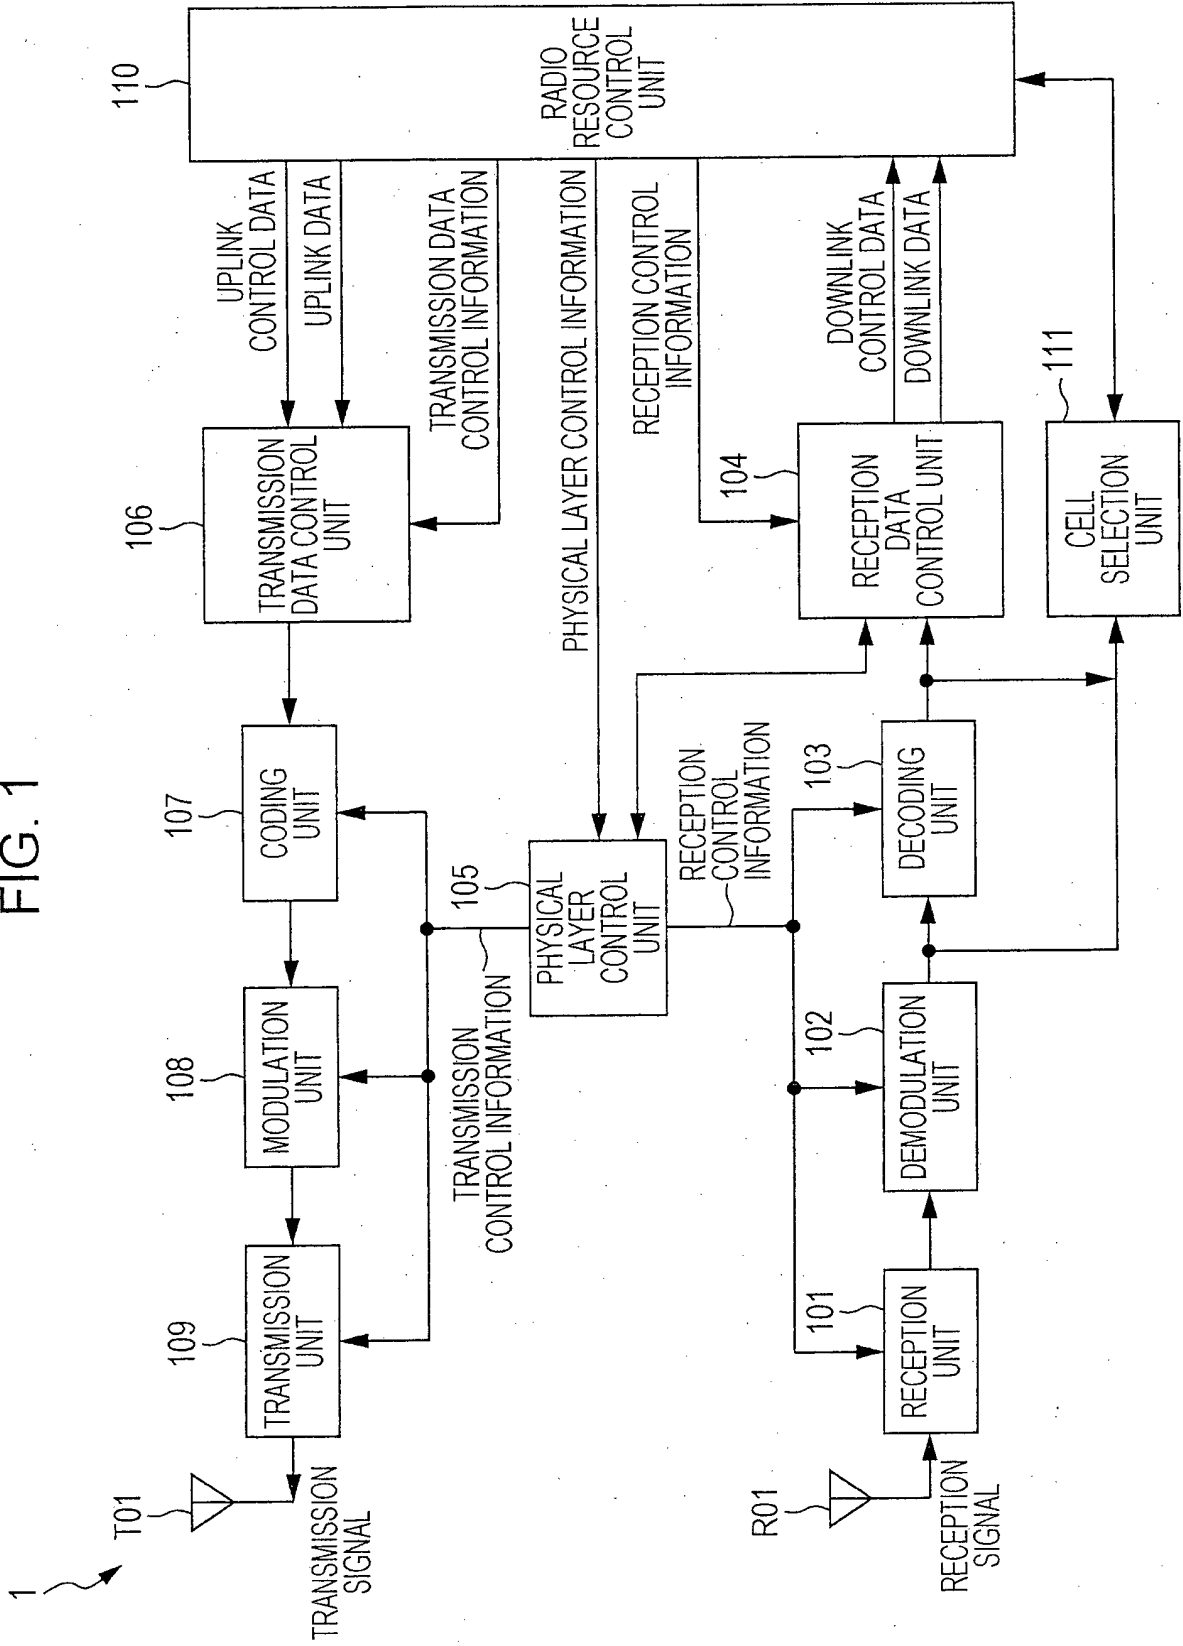 FIG. 1
1
T01
TRANSMISSION
SIGNAL
109
TRANSMISSION
UNIT
108
MODULATION
UNIT
107
CODING
UNIT
106
TRANSMISSION
DATA CONTROL
UNIT
UPLINK
CONTROL DATA
UPLINK DATA
TRANSMISSION DATA
CONTROL INFORMATION
110
RADIO
RESOURCE
CONTROL
UNIT
TRANSMISSION
CONTROL INFORMATION
105
PHYSICAL
LAYER
CONTROL
UNIT
PHYSICAL LAYER CONTROL INFORMATION
RECEPTION CONTROL
INFORMATION
RECEPTION
CONTROL
INFORMATION
R01
RECEPTION
SIGNAL
101
RECEPTION
UNIT
102
DEMODULATION
UNIT
103
DECODING
UNIT
104
RECEPTION
DATA
CONTROL UNIT
DOWNLINK
CONTROL DATA
DOWNLINK DATA
111
CELL
SELECTION
UNIT